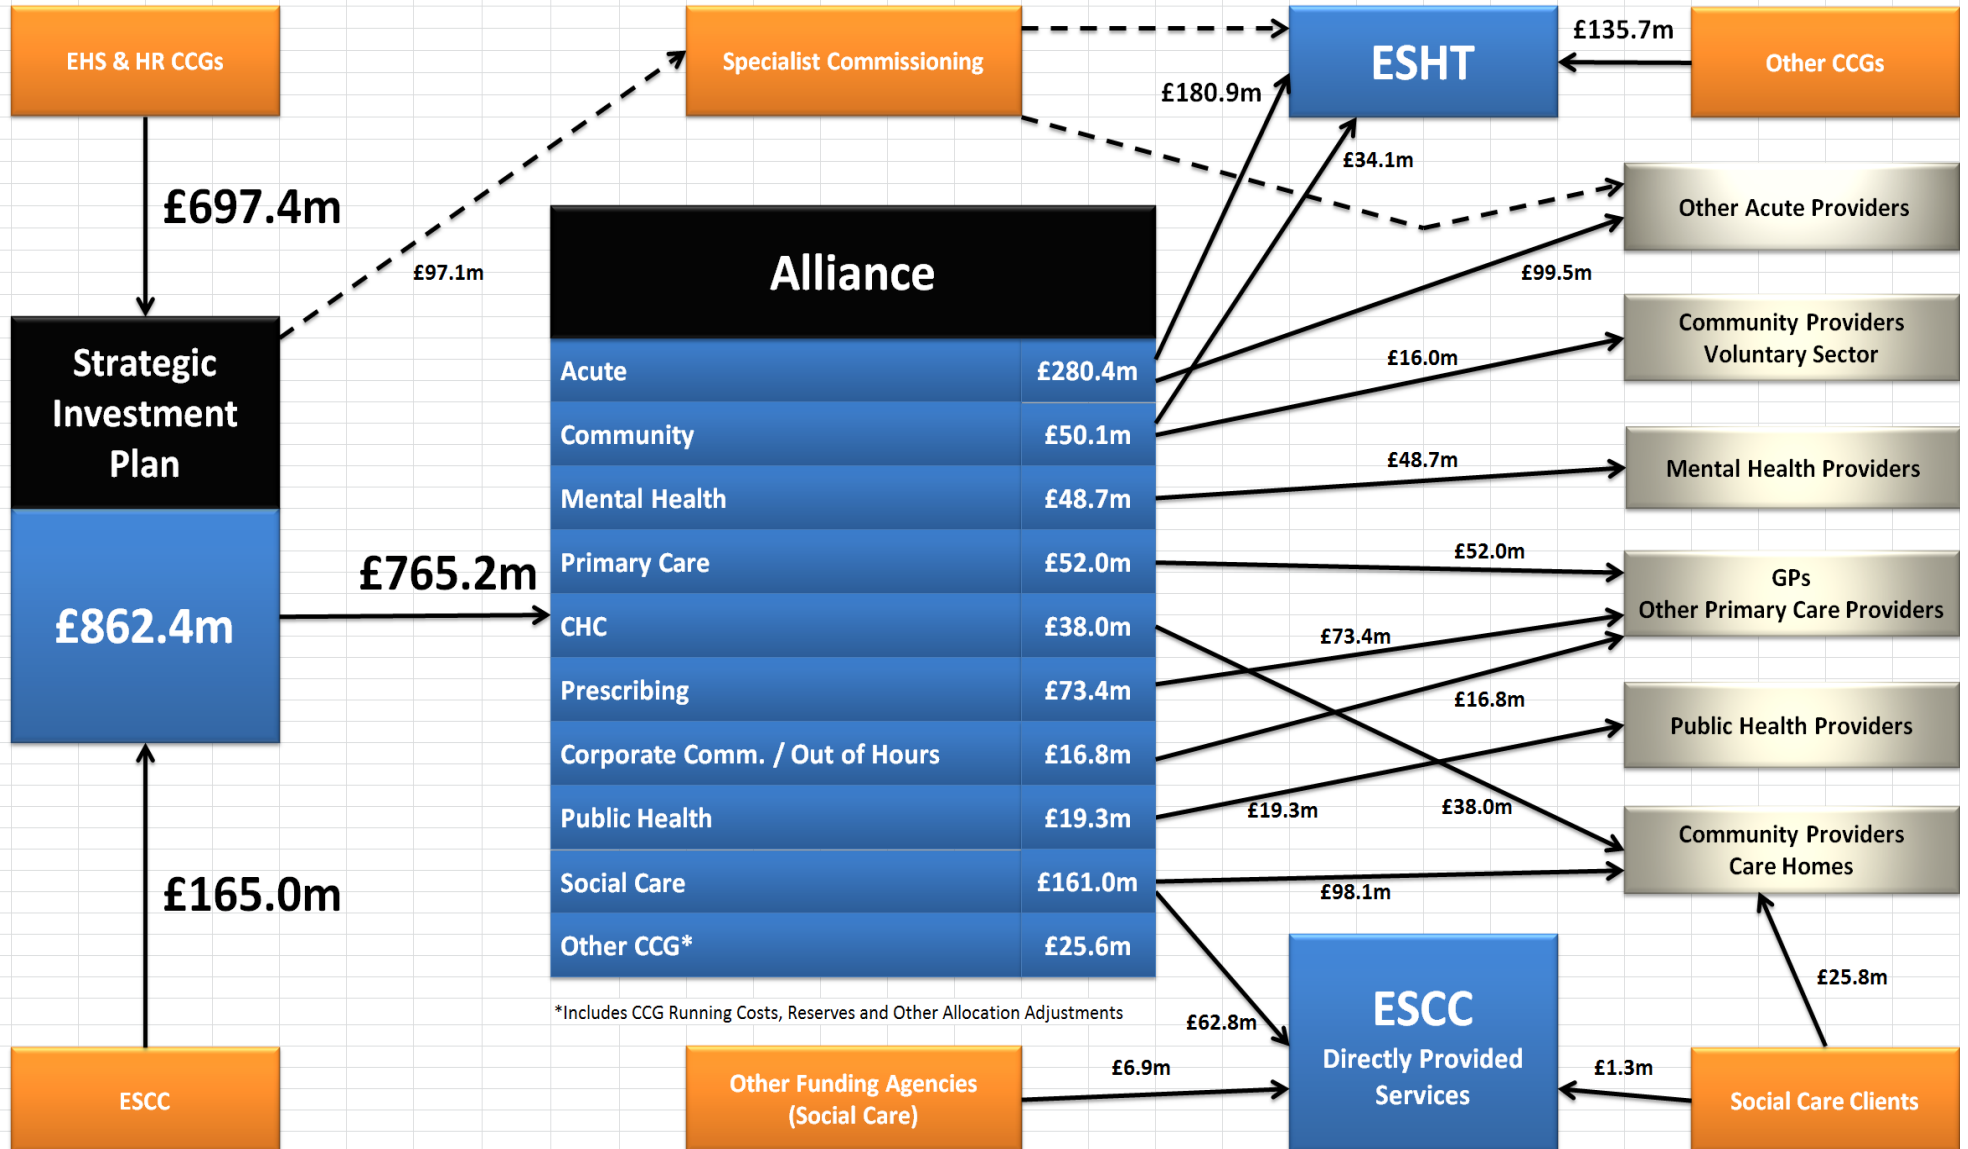 EHS & HR CCGs
Specialist Commissioning
ESHT
£135.7m
Other CCGs
£180.9m
£34.1m
£697.4m
£97.1m
Other Acute Providers
£99.5m
Alliance
Strategic
Investment
Plan
£862.4m
£765.2m
Acute £280.4m
Community £50.1m
Mental Health £48.7m
Primary Care £52.0m
CHC £38.0m
Prescribing £73.4m
Corporate Comm. / Out of Hours £16.8m
Public Health £19.3m
Social Care £161.0m
Other CCG* £25.6m
*Includes CCG Running Costs, Reserves and Other Allocation Adjustments
£16.0m
Community Providers
Voluntary Sector
£48.7m
Mental Health Providers
£52.0m
GPs
Other Primary Care Providers
£73.4m
£16.8m
Public Health Providers
£19.3m
£38.0m
Community Providers
Care Homes
£98.1m
£165.0m
ESCC
£62.8m
ESCC
Directly Provided
Services
£25.8m
Other Funding Agencies
(Social Care)
£6.9m
£1.3m
Social Care Clients